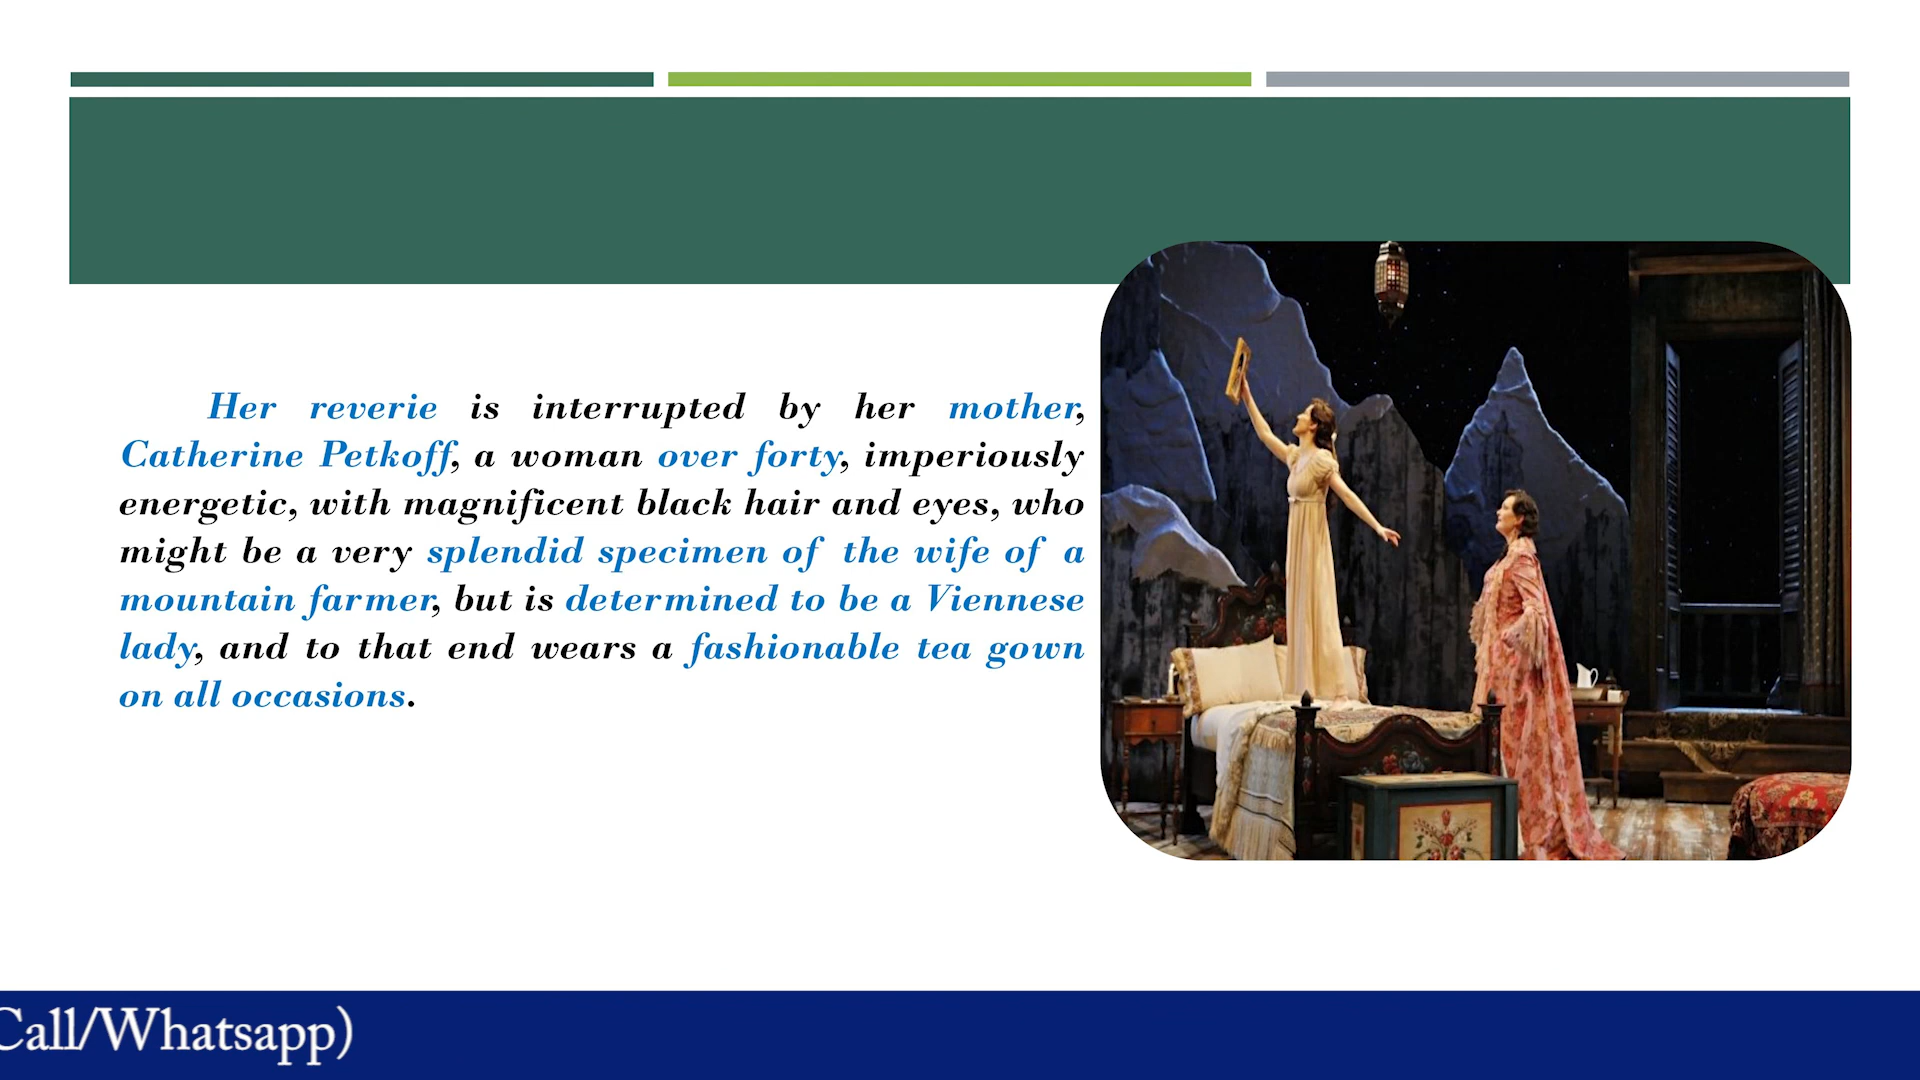 Her reverie is interrupted by her mother,
Catherine Petkoff, a woman over forty, imperiously
energetic, with magnificent black hair and eyes, who
might be a very splendid specimen of the wife of a
mountain farmer, but is determined to be a Viennese
lady, and to that end wears a fashionable tea gown
on all occasions.
Call/Whatsapp)